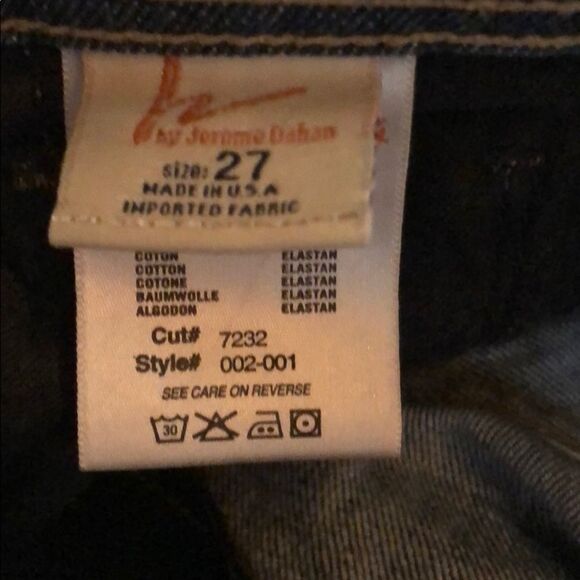 by Jerome Dahan
size: 27
MADE IN U.S.A
IMPORTED FABRIC
COTON ELASTAN
COTTON ELASTAN
COTONE ELASTAN
BAUMWOLLE ELASTAN
ALGODON ELASTAN
Cut# 7232
Style# 002-001
SEE CARE ON REVERSE
30